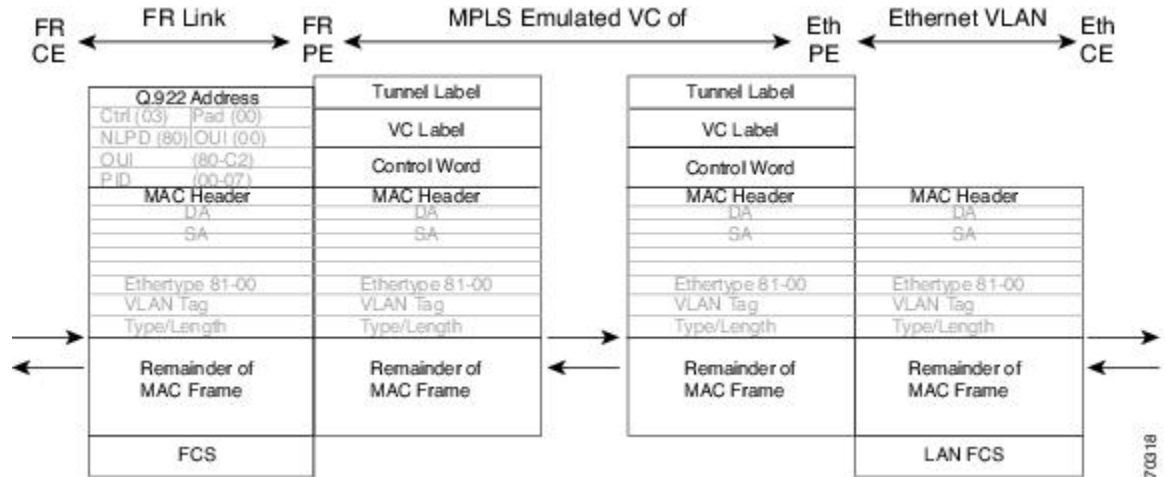 FR CE
FR Link
FR PE
MPLS Emulated VC of
Eth PE
Ethernet VLAN
Eth CE
Q.922 Address
Ctrl (03) Pad (00)
NLPD (80) OUI (00)
OUI (80-C2)
PID (00-07)
MAC Header
DA
SA
Ethertype 81-00
VLAN Tag
Type/Length
Remainder of
MAC Frame
FCS
Tunnel Label
VC Label
Control Word
MAC Header
DA
SA
Ethertype 81-00
VLAN Tag
Type/Length
Remainder of
MAC Frame
Tunnel Label
VC Label
Control Word
MAC Header
DA
SA
Ethertype 81-00
VLAN Tag
Type/Length
Remainder of
MAC Frame
MAC Header
DA
SA
Ethertype 81-00
VLAN Tag
Type/Length
Remainder of
MAC Frame
LAN FCS
70318